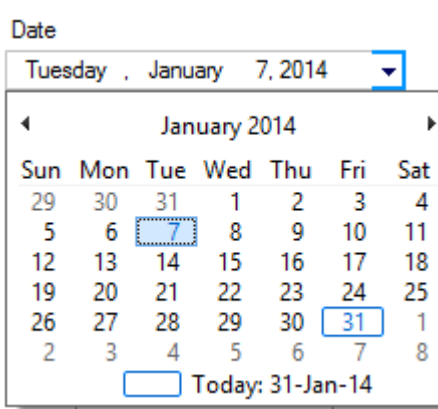 Date
Tuesday , January 7, 2014
January 2014
Sun Mon Tue Wed Thu Fri Sat
29 30 31 1 2 3 4
5 6 7 8 9 10 11
12 13 14 15 16 17 18
19 20 21 22 23 24 25
26 27 28 29 30 31 1
2 3 4 5 6 7 8
Today: 31-Jan-14